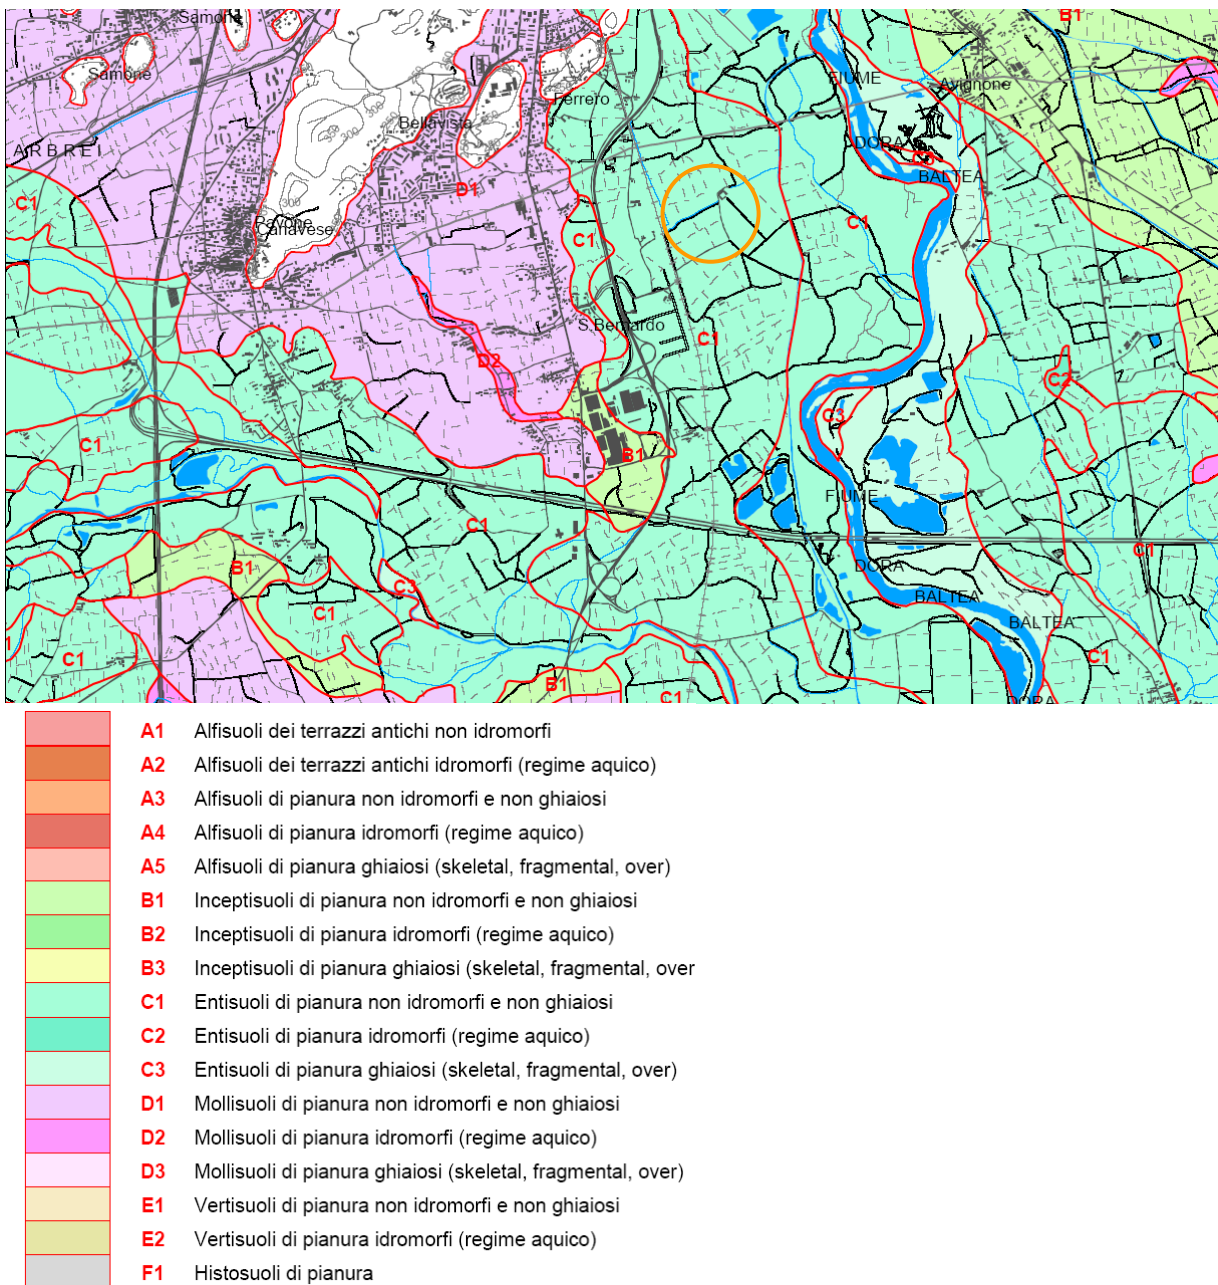 Samone
B1
Samone
FIUME
Avignone
Ferrero
Bellavista
DORA
A R B R E I
C3
BALTEA
300
300
300
D1
C1
300
Pavone
Canavese
C1
C1
S.Bernardo
C1
D2
C2
C3
C1
B1
FIUME
C1
C1
DORA
B1
C3
BALTEA
C1
BALTEA
C1
C1
B1
C1
DORA
A1 Alfisuoli dei terrazzi antichi non idromorfi
A2 Alfisuoli dei terrazzi antichi idromorfi (regime aquico)
A3 Alfisuoli di pianura non idromorfi e non ghiaiosi
A4 Alfisuoli di pianura idromorfi (regime aquico)
A5 Alfisuoli di pianura ghiaiosi (skeletal, fragmental, over)
B1 Inceptisuoli di pianura non idromorfi e non ghiaiosi
B2 Inceptisuoli di pianura idromorfi (regime aquico)
B3 Inceptisuoli di pianura ghiaiosi (skeletal, fragmental, over
C1 Entisuoli di pianura non idromorfi e non ghiaiosi
C2 Entisuoli di pianura idromorfi (regime aquico)
C3 Entisuoli di pianura ghiaiosi (skeletal, fragmental, over)
D1 Mollisuoli di pianura non idromorfi e non ghiaiosi
D2 Mollisuoli di pianura idromorfi (regime aquico)
D3 Mollisuoli di pianura ghiaiosi (skeletal, fragmental, over)
E1 Vertisuoli di pianura non idromorfi e non ghiaiosi
E2 Vertisuoli di pianura idromorfi (regime aquico)
F1 Histosuoli di pianura